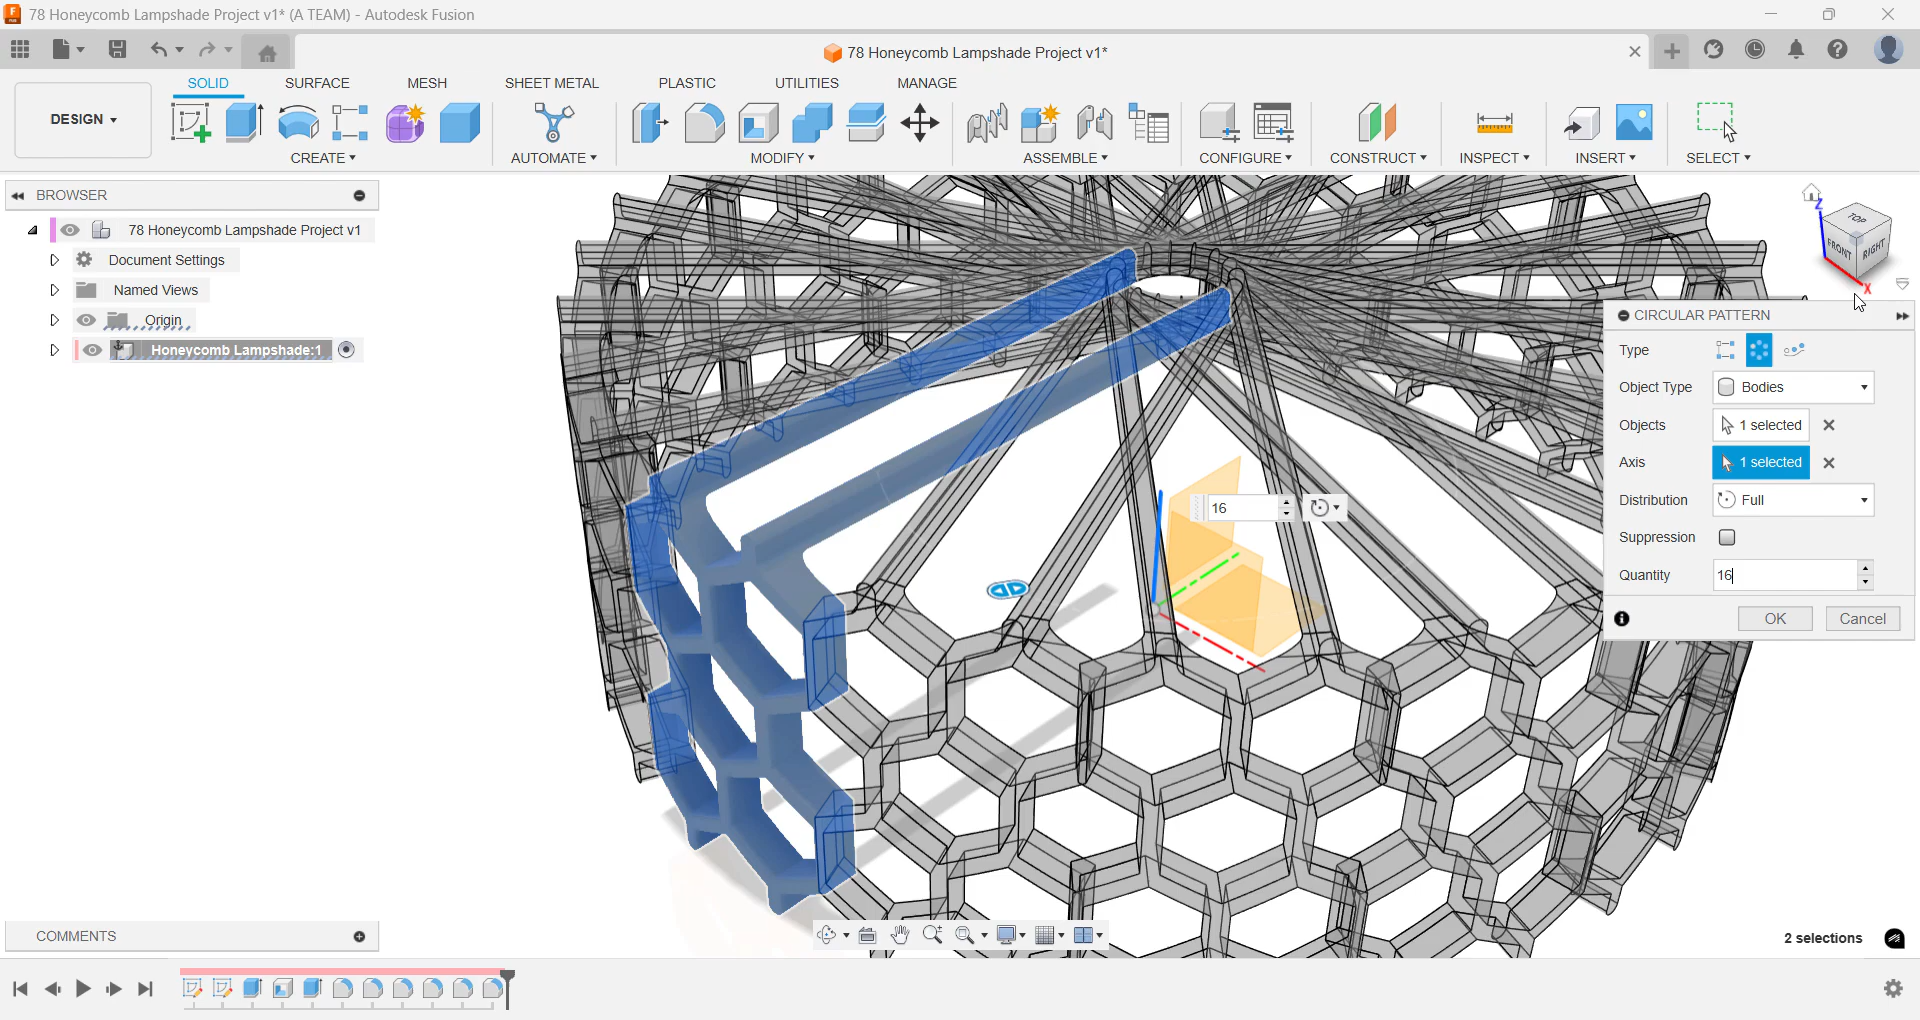 78 Honeycomb Lampshade Project v1* (A TEAM) - Autodesk Fusion
78 Honeycomb Lampshade Project v1*
SOLID SURFACE MESH SHEET METAL PLASTIC UTILITIES MANAGE
DESIGN
CREATE AUTOMATE MODIFY ASSEMBLE CONFIGURE CONSTRUCT INSPECT INSERT SELECT
BROWSER
78 Honeycomb Lampshade Project v1
Document Settings
Named Views
Origin
Honeycomb Lampshade:1
Z
TOP
FRONT RIGHT
X
CIRCULAR PATTERN
Type
Object Type Bodies
Objects 1 selected
Axis 1 selected
Distribution Full
Suppression
Quantity 16
OK Cancel
16
COMMENTS
2 selections